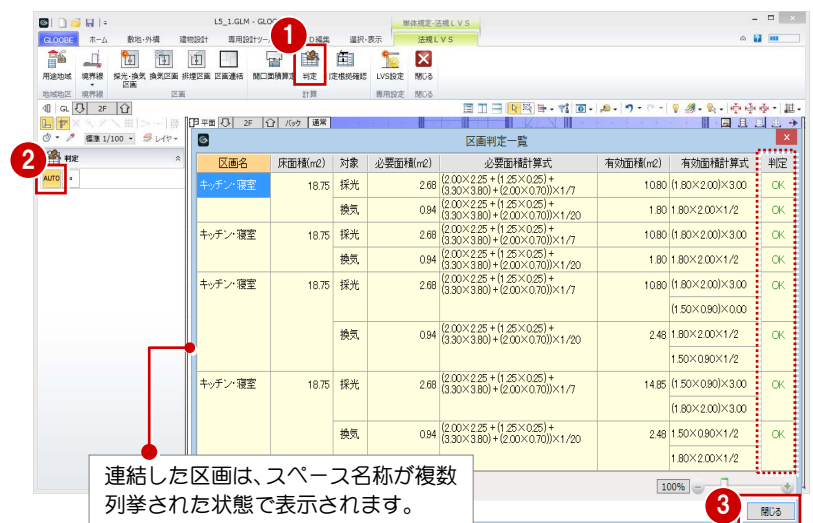 L5_1.GLM - GLOO
単体規定-法規LVS
GLOOBE ホーム 敷地・外構 建物設計 専用設計ツー D編集 選択・表示 法規LVS
用途地域 境界線 採光・換気区画 換気区画 排煙区画 区画連結 開口面積算定 判定 定根拠確認 LVS設定 閉じる
地域地区 境界線 区画 計算 専用設定 閉じる
GL 2F
平面 2F バック 通常
標準 1/100 レイヤ
判定
AUTO
1
2
3
区画判定一覧
区画名 床面積(m2) 対象 必要面積(m2) 必要面積計算式 有効面積(m2) 有効面積計算式 判定
キッチン・寝室 18.75 採光 2.68 (2.00×2.25+(1.25×0.25)+(3.30×3.80)+(2.00×0.70))×1/7 10.80 (1.80×2.00)×3.00 OK
換気 0.94 (2.00×2.25+(1.25×0.25)+(3.30×3.80)+(2.00×0.70))×1/20 1.80 1.80×2.00×1/2 OK
キッチン・寝室 18.75 採光 2.68 (2.00×2.25+(1.25×0.25)+(3.30×3.80)+(2.00×0.70))×1/7 10.80 (1.80×2.00)×3.00 OK
換気 0.94 (2.00×2.25+(1.25×0.25)+(3.30×3.80)+(2.00×0.70))×1/20 1.80 1.80×2.00×1/2 OK
キッチン・寝室 18.75 採光 2.68 (2.00×2.25+(1.25×0.25)+(3.30×3.80)+(2.00×0.70))×1/7 10.80 (1.80×2.00)×3.00 OK
(1.50×0.90)×0.00
換気 0.94 (2.00×2.25+(1.25×0.25)+(3.30×3.80)+(2.00×0.70))×1/20 2.48 1.80×2.00×1/2 OK
1.50×0.90×1/2
キッチン・寝室 18.75 採光 2.68 (2.00×2.25+(1.25×0.25)+(3.30×3.80)+(2.00×0.70))×1/7 14.85 (1.50×0.90)×3.00 OK
(1.80×2.00)×3.00
換気 0.94 (2.00×2.25+(1.25×0.25)+(3.30×3.80)+(2.00×0.70))×1/20 2.48 1.50×0.90×1/2 OK
1.80×2.00×1/2
連結した区画は、スペース名称が複数
列挙された状態で表示されます。
100%
閉じる